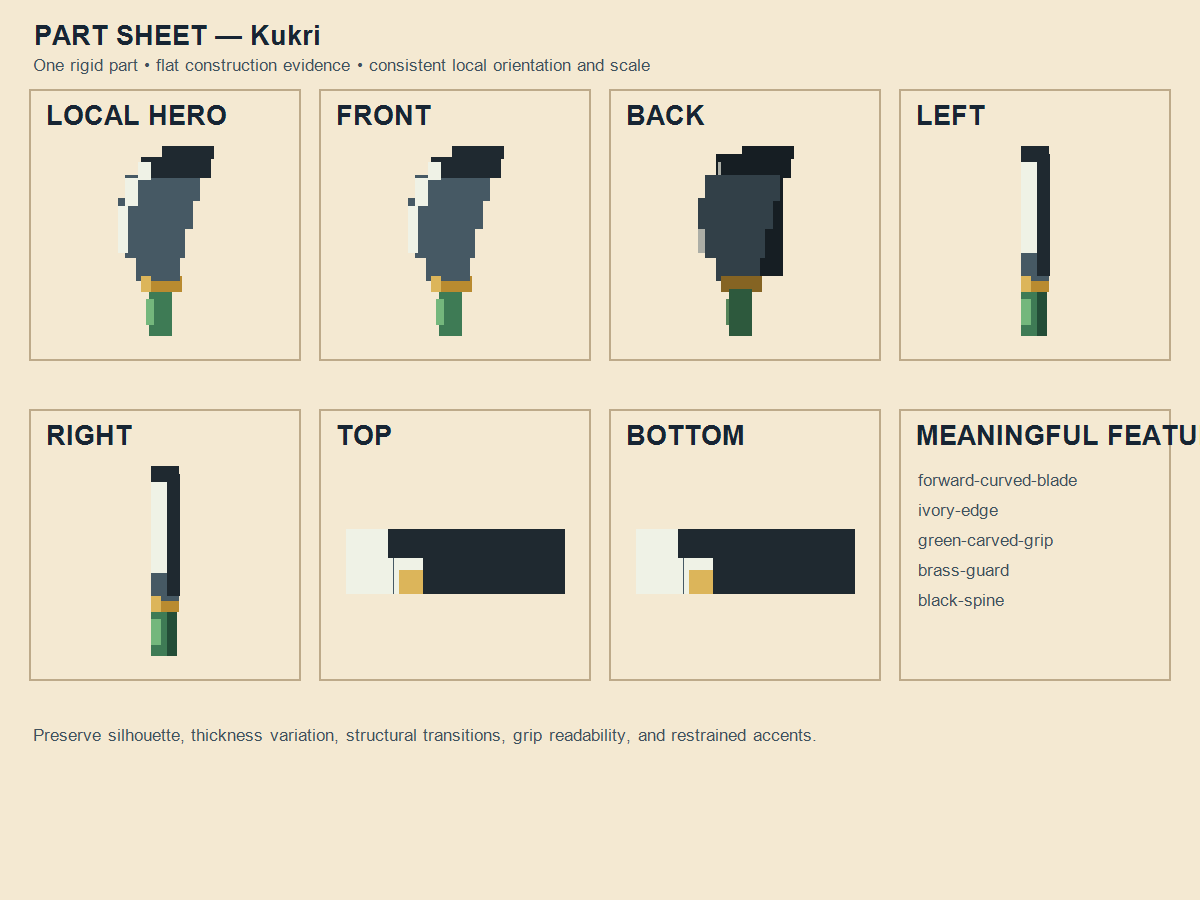 PART SHEET — Kukri
One rigid part • flat construction evidence • consistent local orientation and scale
LOCAL HERO
FRONT
BACK
LEFT
RIGHT
TOP
BOTTOM
MEANINGFUL FEATU
forward-curved-blade
ivory-edge
green-carved-grip
brass-guard
black-spine
Preserve silhouette, thickness variation, structural transitions, grip readability, and restrained accents.